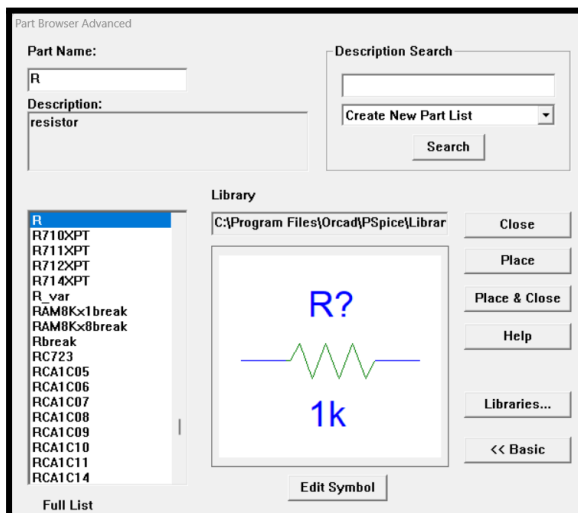 Part Browser Advanced
Part Name:
R
Description:
resistor
Description Search
Create New Part List
Search
Library
C:\Program Files\Orcad\PSpice\Librar
R
R710XPT
R711XPT
R712XPT
R714XPT
R_var
RAM8Kx1break
RAM8Kx8break
Rbreak
RC723
RCA1C05
RCA1C06
RCA1C07
RCA1C08
RCA1C09
RCA1C10
RCA1C11
RCA1C14
Full List
R?
1k
Edit Symbol
Close
Place
Place & Close
Help
Libraries...
<< Basic